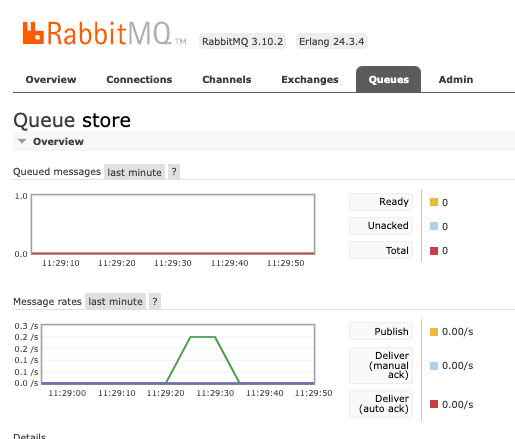 RabbitMQ TM RabbitMQ 3.10.2 Erlang 24.3.4
Overview Connections Channels Exchanges Queues Admin
Queue store
Overview
Queued messages last minute ?
1.0
0.0
11:29:10 11:29:20 11:29:30 11:29:40 11:29:50
Ready 0
Unacked 0
Total 0
Message rates last minute ?
0.3 /s
0.2 /s
0.2 /s
0.1 /s
0.1 /s
0.0 /s
11:29:00 11:29:10 11:29:20 11:29:30 11:29:40 11:29:50
Publish 0.00/s
Deliver
(manual 0.00/s
ack)
Deliver
(auto ack) 0.00/s
Details